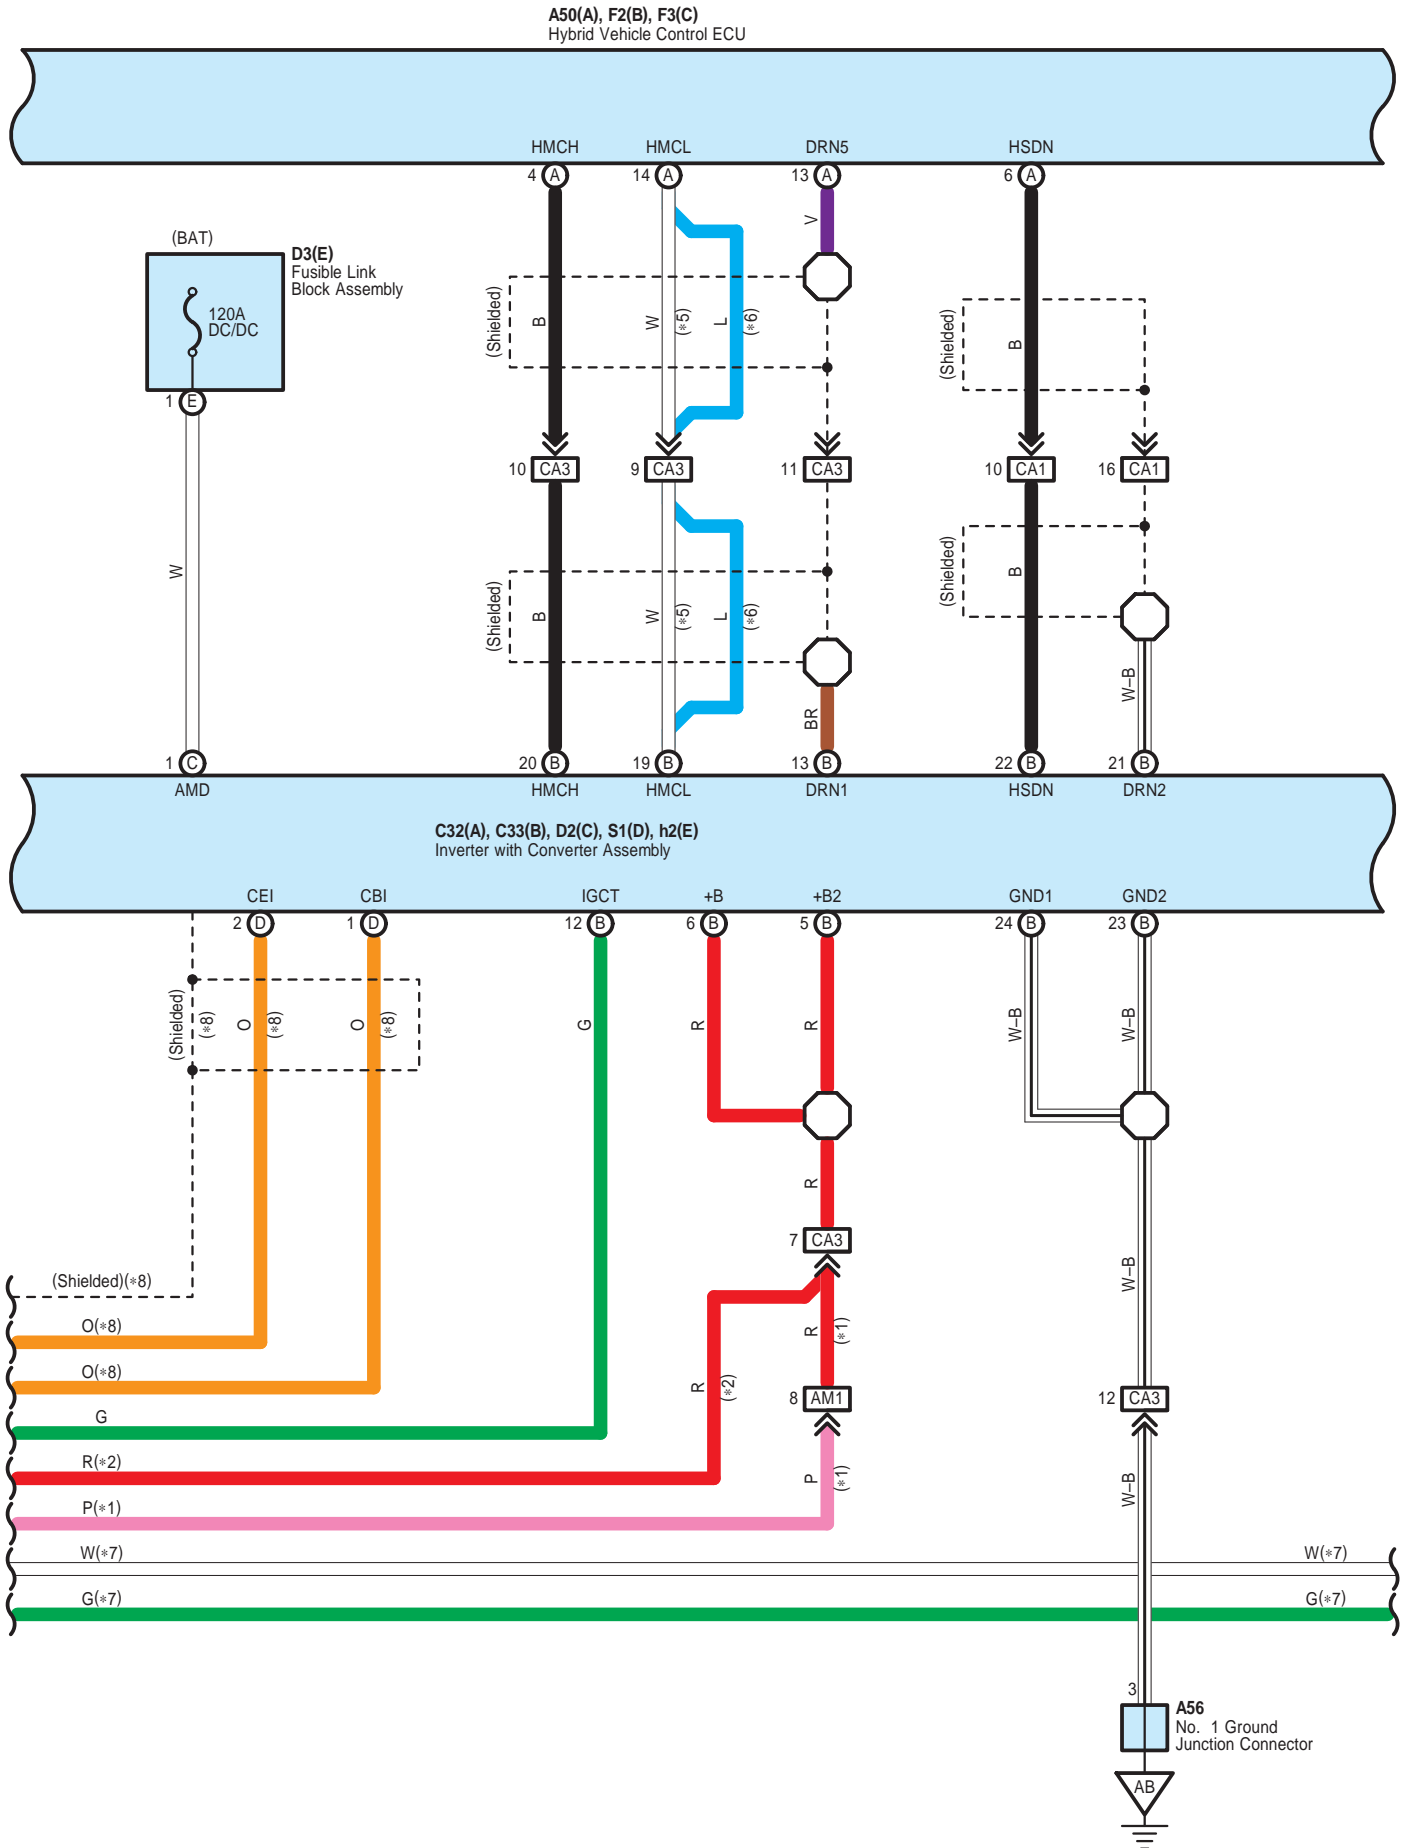 A50(A), F2(B), F3(C)
Hybrid Vehicle Control ECU
HMCH HMCL DRN5 HSDN
4 A 14 A 13 A 6 A
V
(BAT)
D3(E)
Fusible Link
Block Assembly
120A
DC/DC
1 E
(Shielded) B W (∗5) L (∗6) (Shielded) B
10 CA3 9 CA3 11 CA3 10 CA1 16 CA1
W
(Shielded) B W (∗5) L (∗6) (Shielded) B
BR W–B
1 C 20 B 19 B 13 B 22 B 21 B
AMD HMCH HMCL DRN1 HSDN DRN2
C32(A), C33(B), D2(C), S1(D), h2(E)
Inverter with Converter Assembly
CEI CBI IGCT +B +B2 GND1 GND2
2 D 1 D 12 B 6 B 5 B 24 B 23 B
(Shielded) (∗8) O (∗8) O (∗8) G R R W–B W–B
R
7 CA3
(Shielded)(∗8)
W–B
O(∗8)
R (∗1)
O(∗8)
R (∗2)
8 AM1 12 CA3
G
R(∗2)
P (∗1) W–B
P(∗1)
W(∗7) W(∗7)
G(∗7) G(∗7)
3
A56
No. 1 Ground
Junction Connector
AB